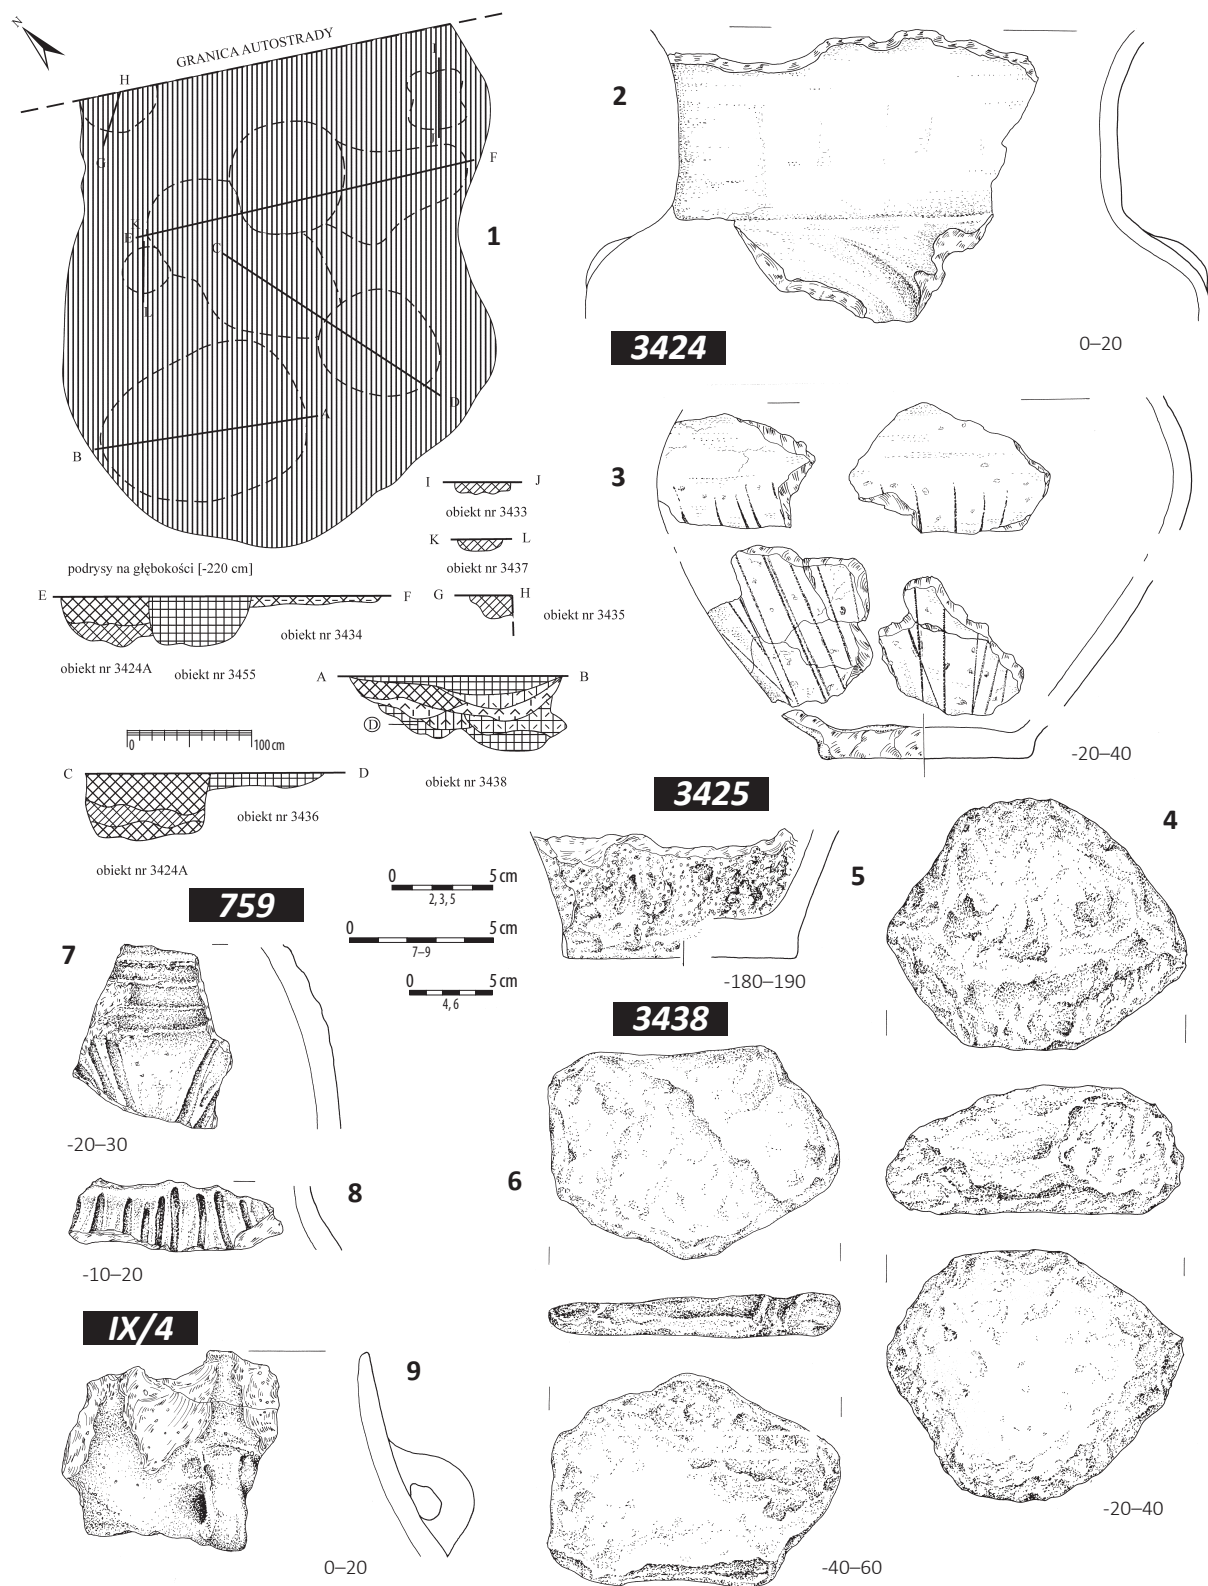 N
GRANICA AUTOSTRADY
H
I
G
J
F
K
E
C
L
D
A
B
1
2
3424
0–20
3
-20–40
I J
obiekt nr 3433
K L
obiekt nr 3437
podrysy na głębokości [-220 cm]
E F
G H
obiekt nr 3435
obiekt nr 3434
obiekt nr 3424A
obiekt nr 3455
A B
D
0 100 cm
obiekt nr 3438
C D
obiekt nr 3436
obiekt nr 3424A
3425
4
5
-180–190
0 5 cm
2, 3, 5
0 5 cm
7–9
0 5 cm
4, 6
759
7
-20–30
8
-10–20
3438
6
-40–60
-20–40
IX/4
9
0–20